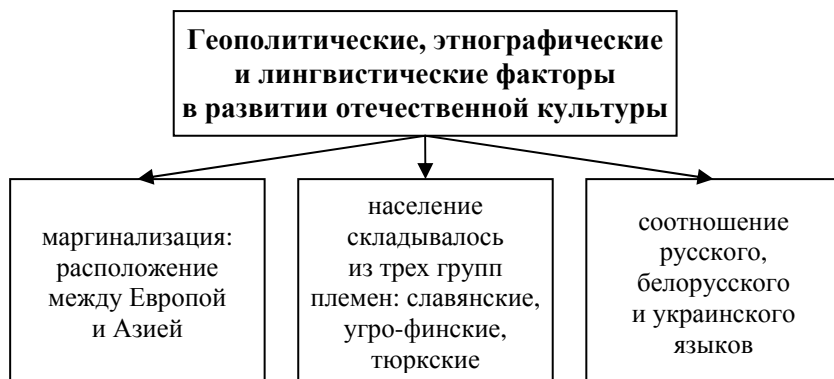 Геополитические, этнографические
и лингвистические факторы
в развитии отечественной культуры
маргинализация:
расположение
между Европой
и Азией
население
складывалось
из трех групп
племен: славянские,
угро-финские,
тюркские
соотношение
русского,
белорусского
и украинского
языков